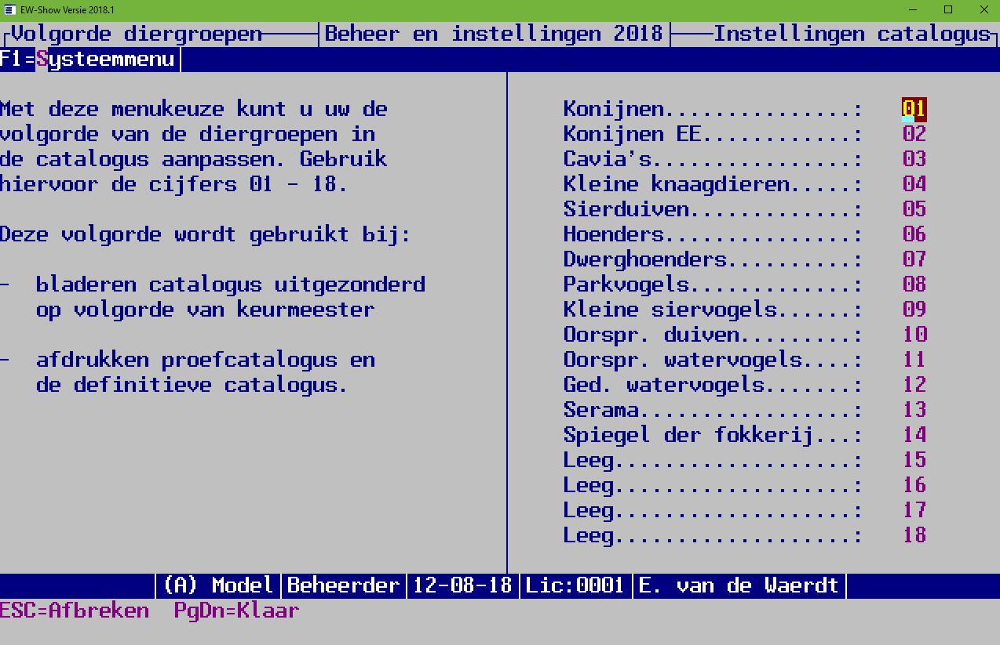 EW-Show Versie 2018.1
Volgorde diergroepen Beheer en instellingen 2018 Instellingen catalogus
F1=Systeemmenu
Met deze menukeuze kunt u uw de
volgorde van de diergroepen in
de catalogus aanpassen. Gebruik
hiervoor de cijfers 01 - 18.
Deze volgorde wordt gebruikt bij:
- bladeren catalogus uitgezonderd
op volgorde van keurmeester
- afdrukken proefcatalogus en
de definitieve catalogus.
Konijnen...............: 01
Konijnen EE............: 02
Cavia's................: 03
Kleine knaagdieren.....: 04
Sierduiven.............: 05
Hoenders...............: 06
Dwerghoenders..........: 07
Parkvogels.............: 08
Kleine siervogels......: 09
Oorspr. duiven.........: 10
Oorspr. watervogels....: 11
Ged. watervogels.......: 12
Serama.................: 13
Spiegel der fokkerij...: 14
Leeg...................: 15
Leeg...................: 16
Leeg...................: 17
Leeg...................: 18
(A) Model Beheerder 12-08-18 Lic:0001 E. van de Waerdt
ESC=Afbreken PgDn=Klaar